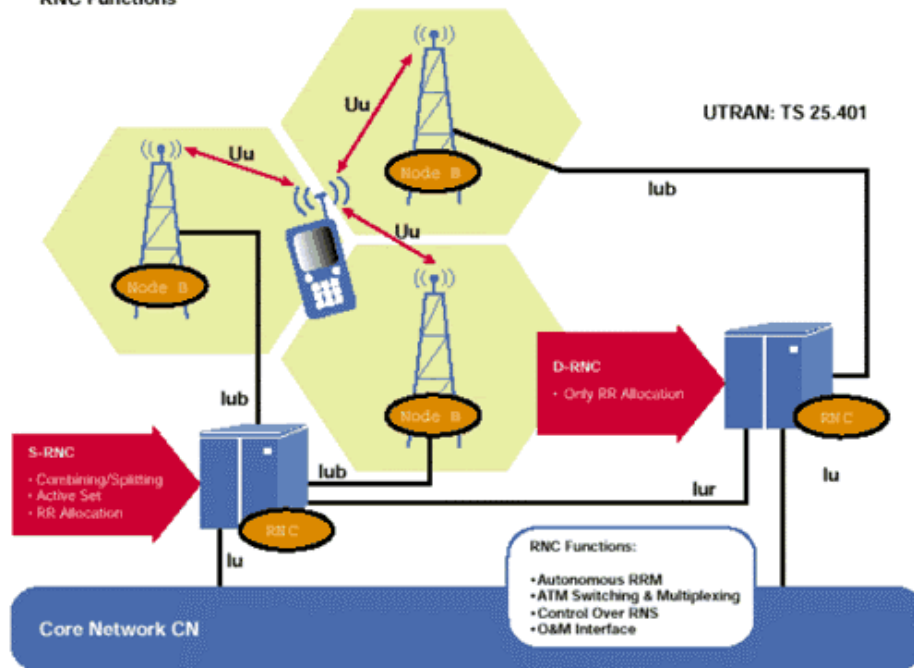 RNC Functions
Uu
UTRAN: TS 25.401
Uu
Node B
Iub
Uu
Node B
D-RNC
• Only RR Allocation
Iub
Node B
RNC
S-RNC
• Combining/Splitting
• Active Set
• RR Allocation
Iub
Iur
Iu
RNC
Iu
RNC Functions:
•Autonomous RRM
•ATM Switching & Multiplexing
•Control Over RNS
•O&M Interface
Core Network CN